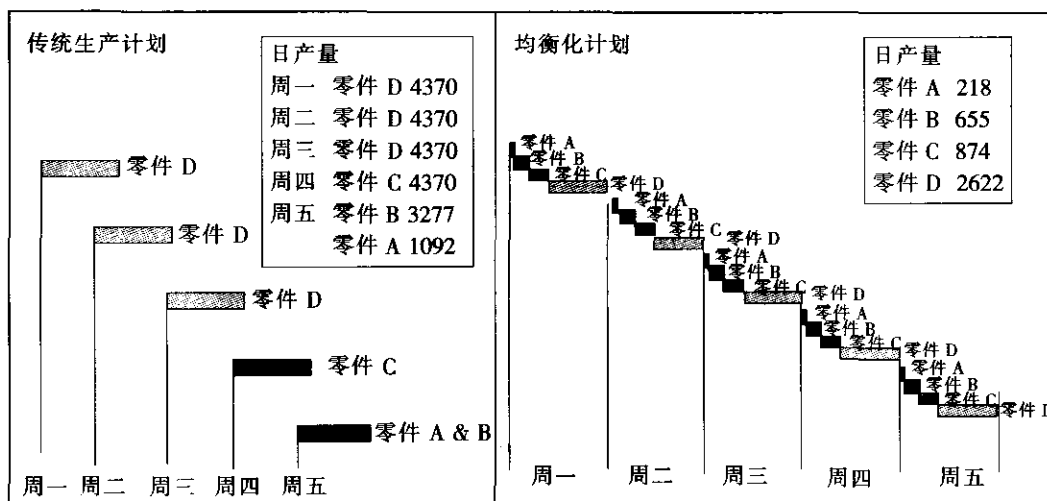 传统生产计划
日产量
周一 零件 D 4370
周二 零件 D 4370
周三 零件 D 4370
周四 零件 C 4370
周五 零件 B 3277
零件 A 1092
零件 D
零件 D
零件 D
零件 C
零件 A & B
周一 周二 周三 周四 周五
均衡化计划
日产量
零件 A 218
零件 B 655
零件 C 874
零件 D 2622
零件 A
零件 B
零件 C
零件 D
零件 A
零件 B
零件 C
零件 D
零件 A
零件 B
零件 C
零件 D
零件 A
零件 B
零件 C
零件 D
零件 A
零件 B
零件 C
零件 D
周一 周二 周三 周四 周五